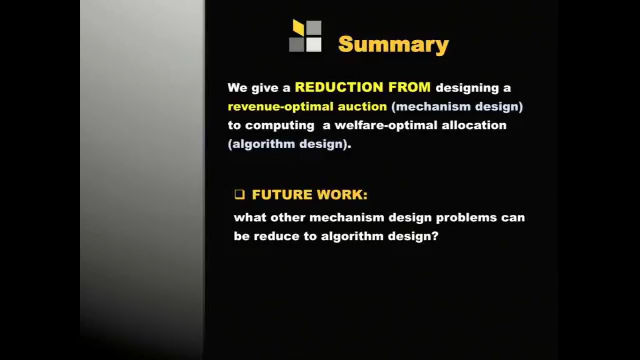 Summary
We give a REDUCTION FROM designing a
revenue-optimal auction (mechanism design)
to computing a welfare-optimal allocation
(algorithm design).
❑ FUTURE WORK:
what other mechanism design problems can
be reduce to algorithm design?